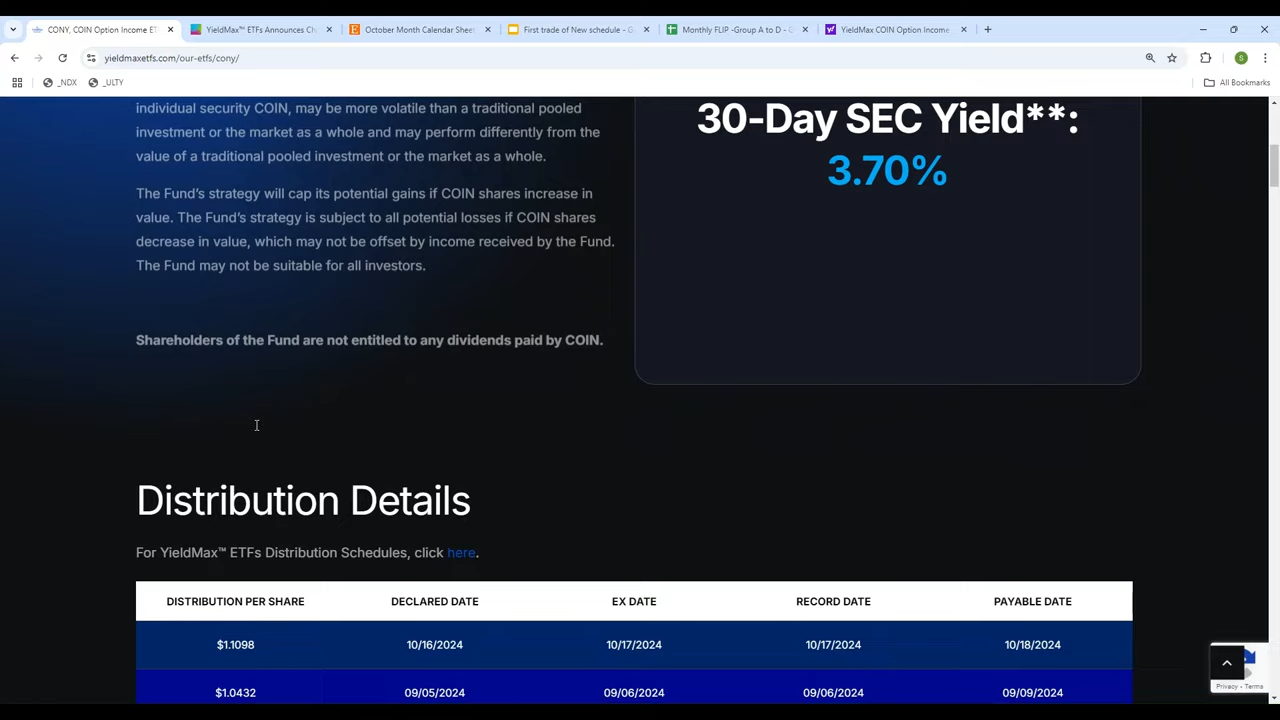 CONY, COIN Option Income ET
YieldMax™ ETFs Announces Ch
October Month Calendar Sheet
First trade of New schedule - G
Monthly FLIP -Group A to D - G
YieldMax COIN Option Income
yieldmaxetfs.com/our-etfs/cony/
S
_NDX
_ULTY
All Bookmarks
individual security COIN, may be more volatile than a traditional pooled
investment or the market as a whole and may perform differently from the
value of a traditional pooled investment or the market as a whole.
The Fund’s strategy will cap its potential gains if COIN shares increase in
value. The Fund’s strategy is subject to all potential losses if COIN shares
decrease in value, which may not be offset by income received by the Fund.
The Fund may not be suitable for all investors.
Shareholders of the Fund are not entitled to any dividends paid by COIN.
30-Day SEC Yield**:
3.70%
Distribution Details
For YieldMax™ ETFs Distribution Schedules, click here.
DISTRIBUTION PER SHARE DECLARED DATE EX DATE RECORD DATE PAYABLE DATE
$1.1098 10/16/2024 10/17/2024 10/17/2024 10/18/2024
$1.0432 09/05/2024 09/06/2024 09/06/2024 09/09/2024
Privacy - Terms